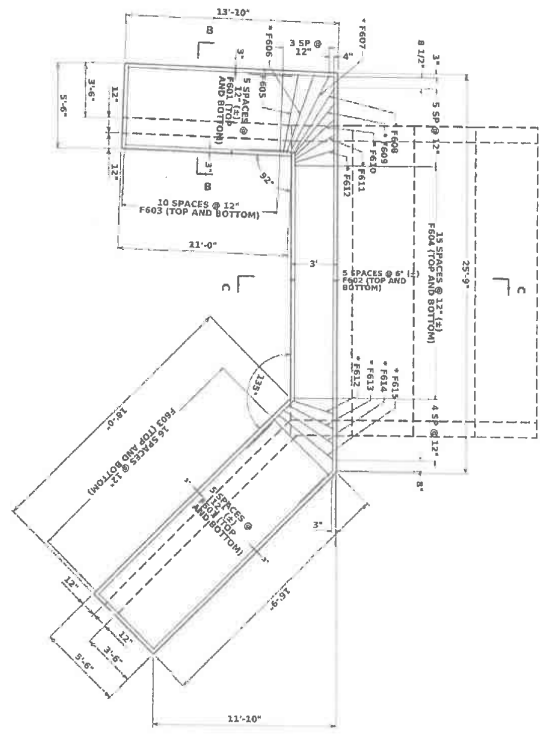 13'-10"
B
* F606
3 SP @
12"
4"
* F607
8 1/2"
3"
5 SP @ 12"
3"
F605
5 SPACES @
12" (±)
F601 (TOP
AND BOTTOM)
5'-6"
3'-6"
12"
12"
3"
B
92°
* F608
* F609
* F610
* F611
* F612
10 SPACES @ 12"
F603 (TOP AND BOTTOM)
11'-0"
3'
5 SPACES @ 6" (±)
F602 (TOP AND
BOTTOM)
15 SPACES @ 12" (±)
F604 (TOP AND BOTTOM)
25'-9"
C
C
135°
* F612
* F613
* F614
* F615
4 SP @ 12"
8"
18'-0"
16 SPACES @ 12"
F603 (TOP AND BOTTOM)
3"
5 SPACES @
12" (±)
(TOP
AND BOTTOM)
3"
3"
16'-9"
12"
12"
3'-6"
5'-6"
11'-10"